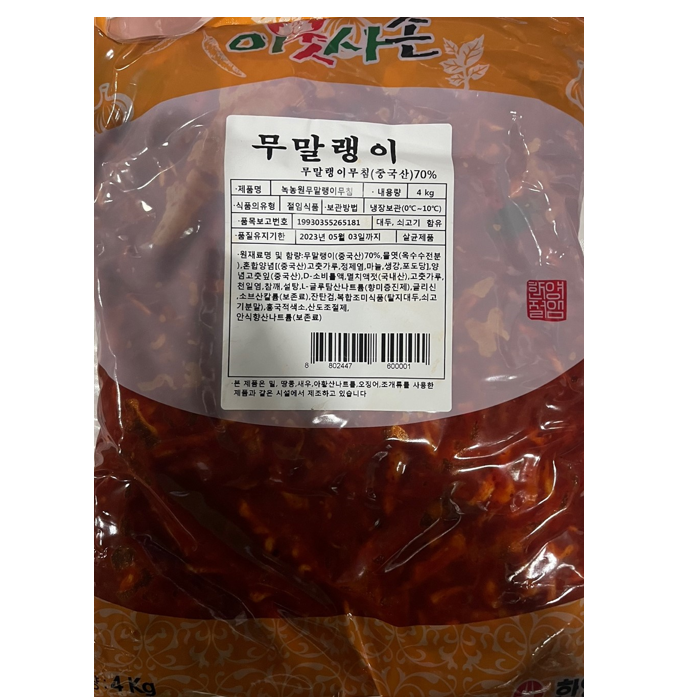 이맛사손
무말랭이
무말랭이무침(중국산)70%
·제품명 녹농원무말랭이무침 ·내용량 4 kg
·식품의유형 절임식품 ·보관방법 냉장보관(0℃~10℃)
·품목보고번호 19930355265181 대두, 쇠고기 함유
·품질유지기한 2023년 05월 03일까지 살균제품
·원재료명 및 함량:무말랭이(중국산)70%,물엿(옥수수전분
),혼합양념[(중국산)고춧가루,정제염,마늘,생강,포도당],양
념고춧잎(중국산),D-소비톨액,멸치액젓(국내산),고춧가루,
천일염,참깨,설탕,L-글루탐산나트륨(향미증진제),글리신
,소브산칼륨(보존료),잔탄검,복합조미식품(탈지대두,쇠고
기분말),홍국적색소,산도조절제,
안식향산나트륨(보존료)
8 802447 600001
·본 제품은 밀, 땅콩,새우,아황산나트륨,오징어,조개류를 사용한
제품과 같은 시설에서 제조하고 있습니다
4Kg